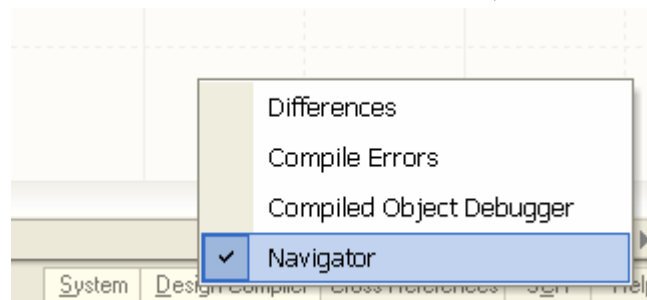 Differences
Compile Errors
Compiled Object Debugger
Navigator
System Design Compiler Cross References